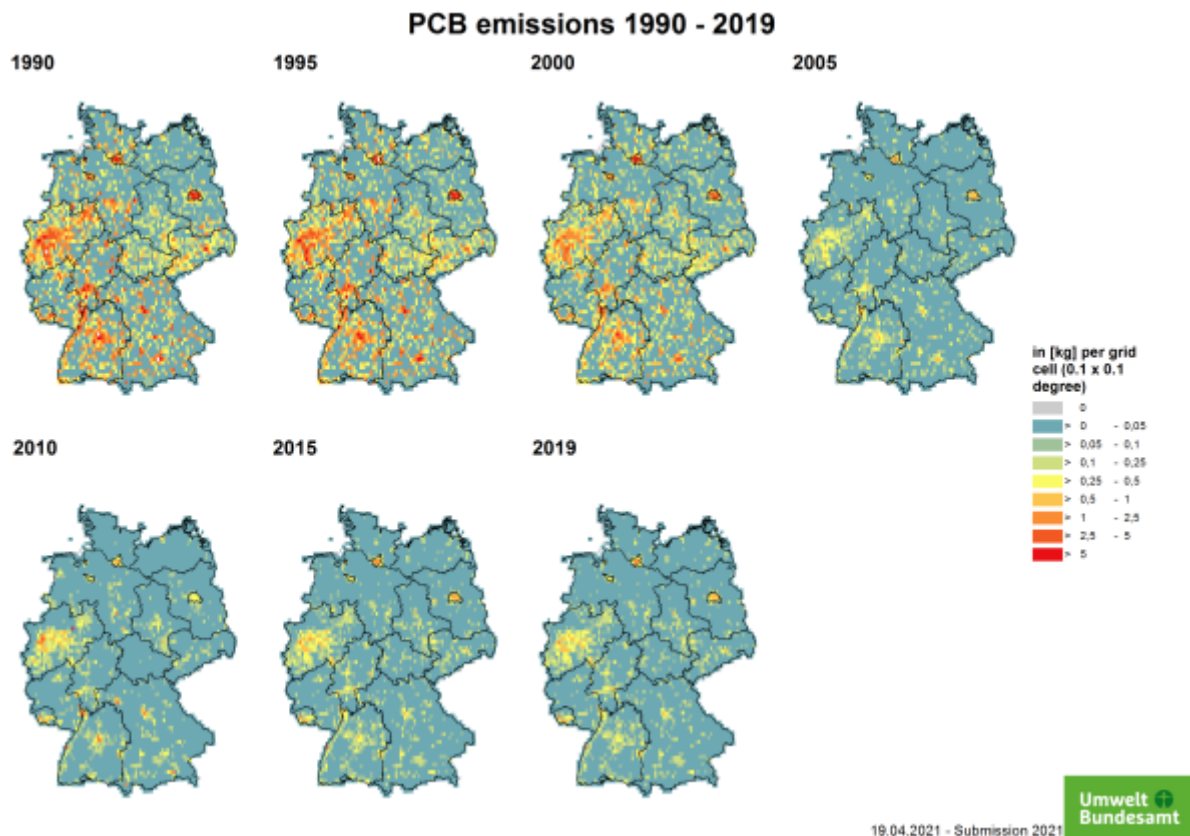 PCB emissions 1990 - 2019
1990
1995
2000
2005
in [kg] per grid
cell (0.1 x 0.1
degree)
0
> 0 - 0,05
> 0,05 - 0,1
> 0,1 - 0,25
> 0,25 - 0,5
> 0,5 - 1
> 1 - 2,5
> 2,5 - 5
> 5
2010
2015
2019
Umwelt
Bundesamt
19.04.2021 - Submission 2021